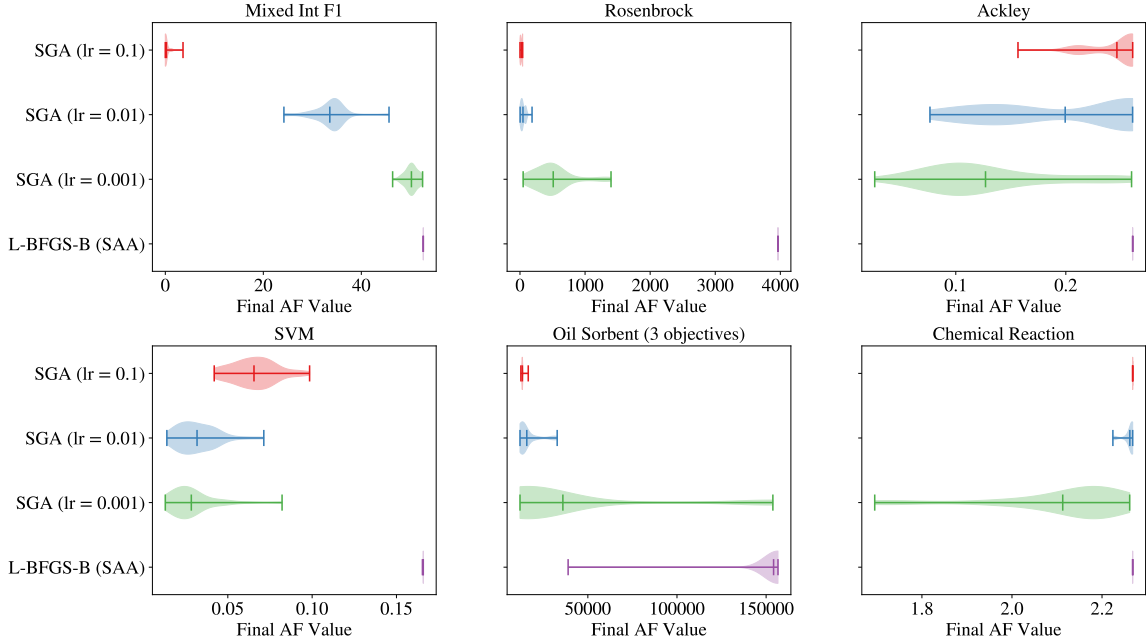 Mixed Int F1
Rosenbrock
Ackley
SGA (lr = 0.1)
SGA (lr = 0.01)
SGA (lr = 0.001)
L-BFGS-B (SAA)
0 20 40
0 1000 2000 3000 4000
0.1 0.2
Final AF Value
Final AF Value
Final AF Value
SVM
Oil Sorbent (3 objectives)
Chemical Reaction
SGA (lr = 0.1)
SGA (lr = 0.01)
SGA (lr = 0.001)
L-BFGS-B (SAA)
0.05 0.10 0.15
50000 100000 150000
1.8 2.0 2.2
Final AF Value
Final AF Value
Final AF Value